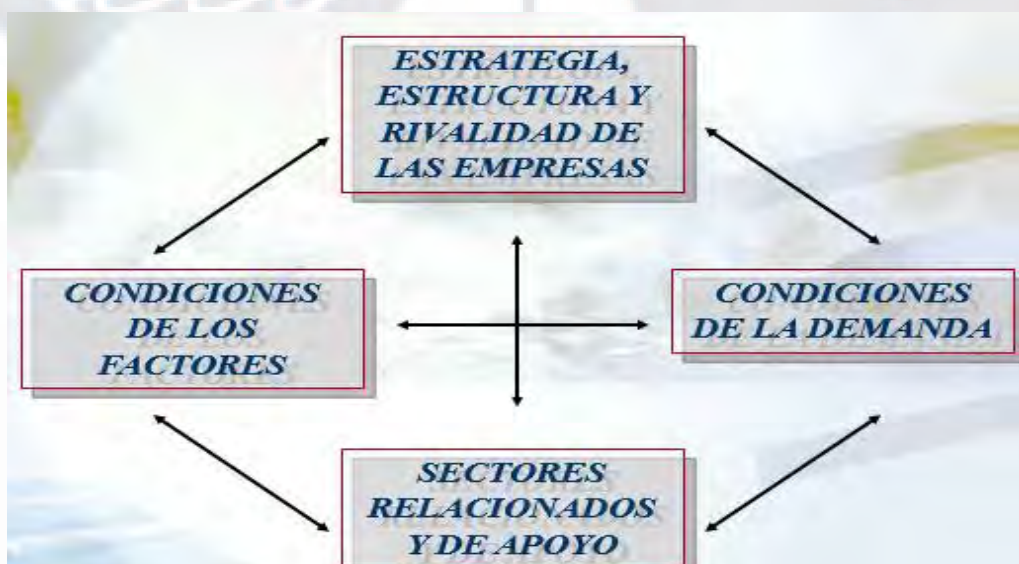 ESTRATEGIA,
ESTRUCTURA Y
RIVALIDAD DE
LAS EMPRESAS
CONDICIONES
DE LOS
FACTORES
CONDICIONES
DE LA DEMANDA
SECTORES
RELACIONADOS
Y DE APOYO